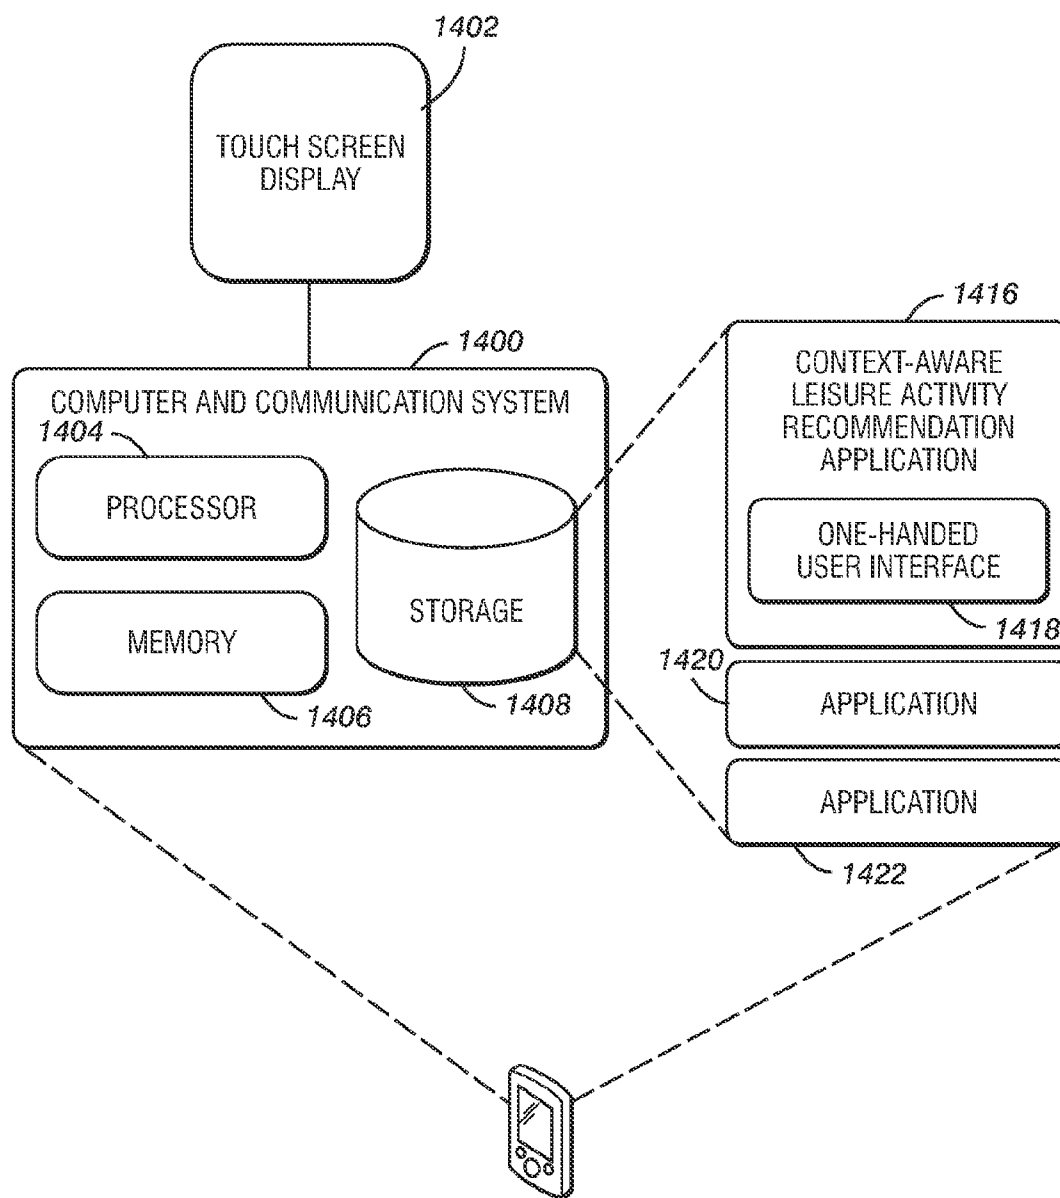 1402
TOUCH SCREEN
DISPLAY
1400
COMPUTER AND COMMUNICATION SYSTEM
1404
PROCESSOR
MEMORY
1406
STORAGE
1408
1416
CONTEXT-AWARE
LEISURE ACTIVITY
RECOMMENDATION
APPLICATION
ONE-HANDED
USER INTERFACE
1418
1420
APPLICATION
APPLICATION
1422